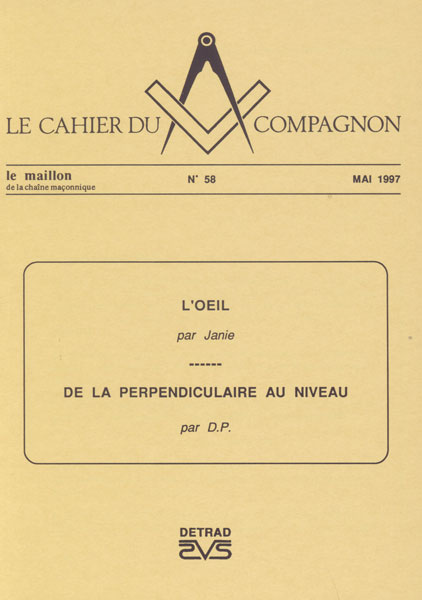 LE CAHIER DU COMPAGNON
le maillon
de la chaîne maçonnique
N° 58
MAI 1997
L'OEIL
par Janie
------
DE LA PERPENDICULAIRE AU NIVEAU
par D.P.
DETRAD